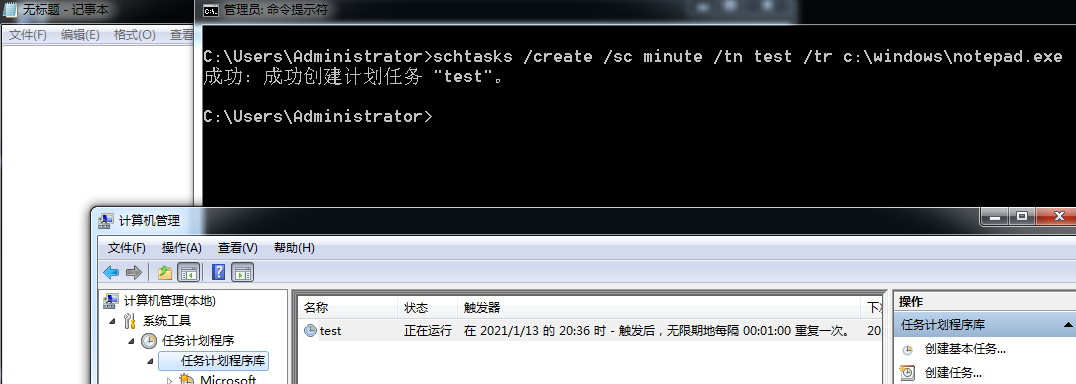 无标题 - 记事本
文件(F) 编辑(E) 格式(O) 查看
管理员: 命令提示符
C:\Users\Administrator>schtasks /create /sc minute /tn test /tr c:\windows\notepad.exe
成功: 成功创建计划任务 "test"。
C:\Users\Administrator>
计算机管理
文件(F) 操作(A) 查看(V) 帮助(H)
计算机管理(本地)
系统工具
任务计划程序
任务计划程序库
Microsoft
名称 状态 触发器
test 正在运行 在 2021/1/13 的 20:36 时 - 触发后，无限期地每隔 00:01:00 重复一次。 20
操作
任务计划程序库
创建基本任务...
创建任务...